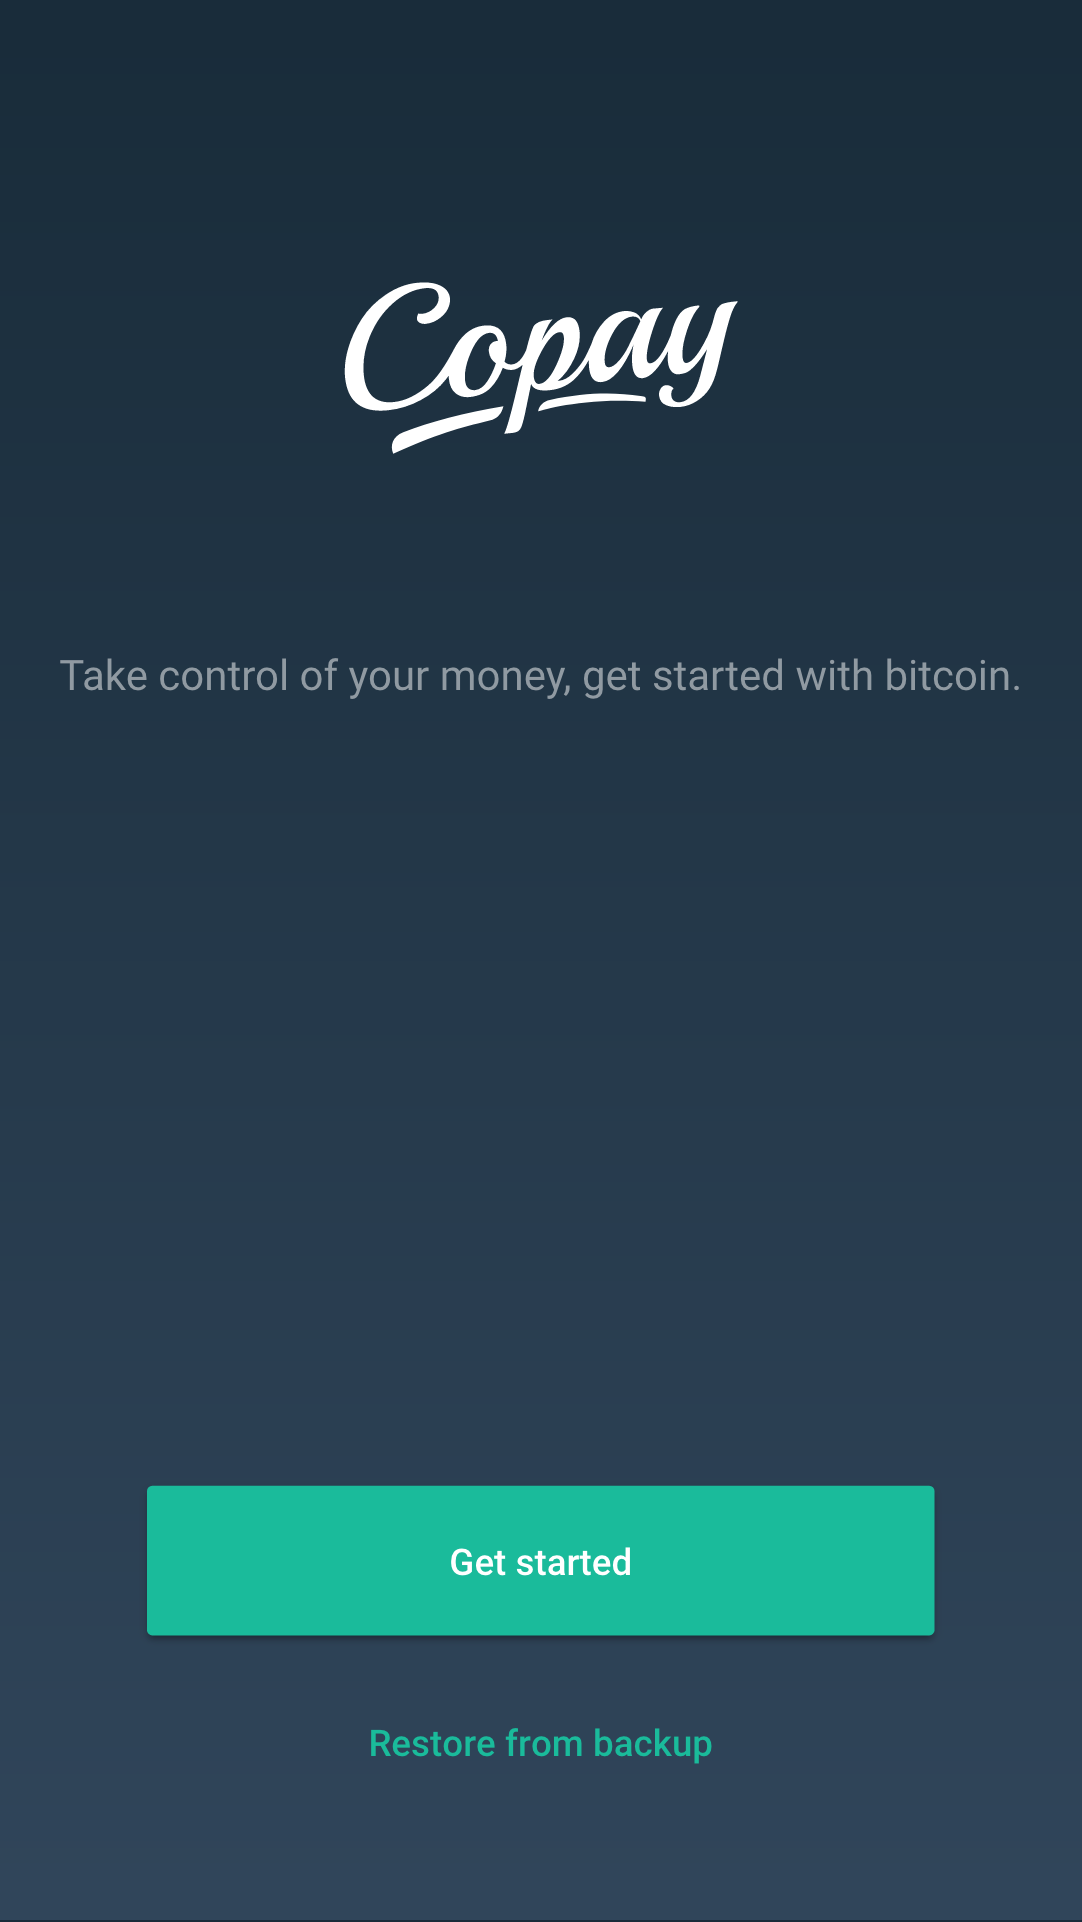 Copay
Take control of your money, get started with bitcoin.
Get started
Restore from backup